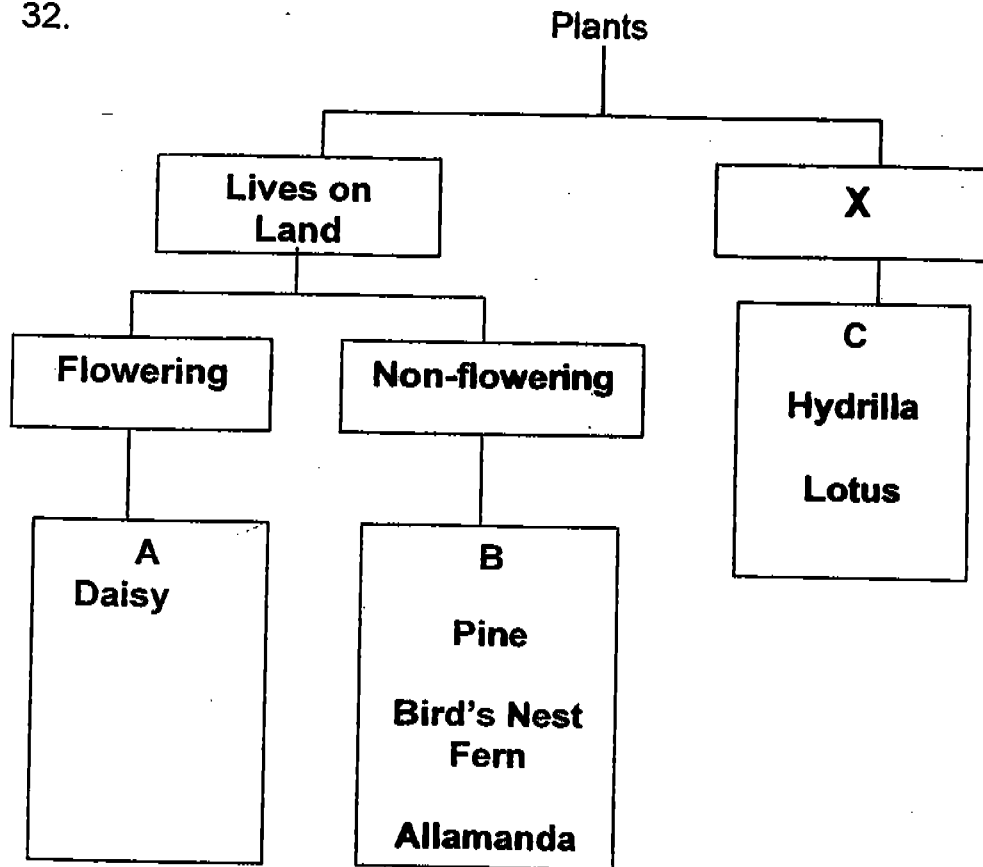 32.
Plants
Lives on
Land
X
Flowering
Non-flowering
C
Hydrilla
Lotus
A
Daisy
B
Pine
Bird's Nest
Fern
Allamanda